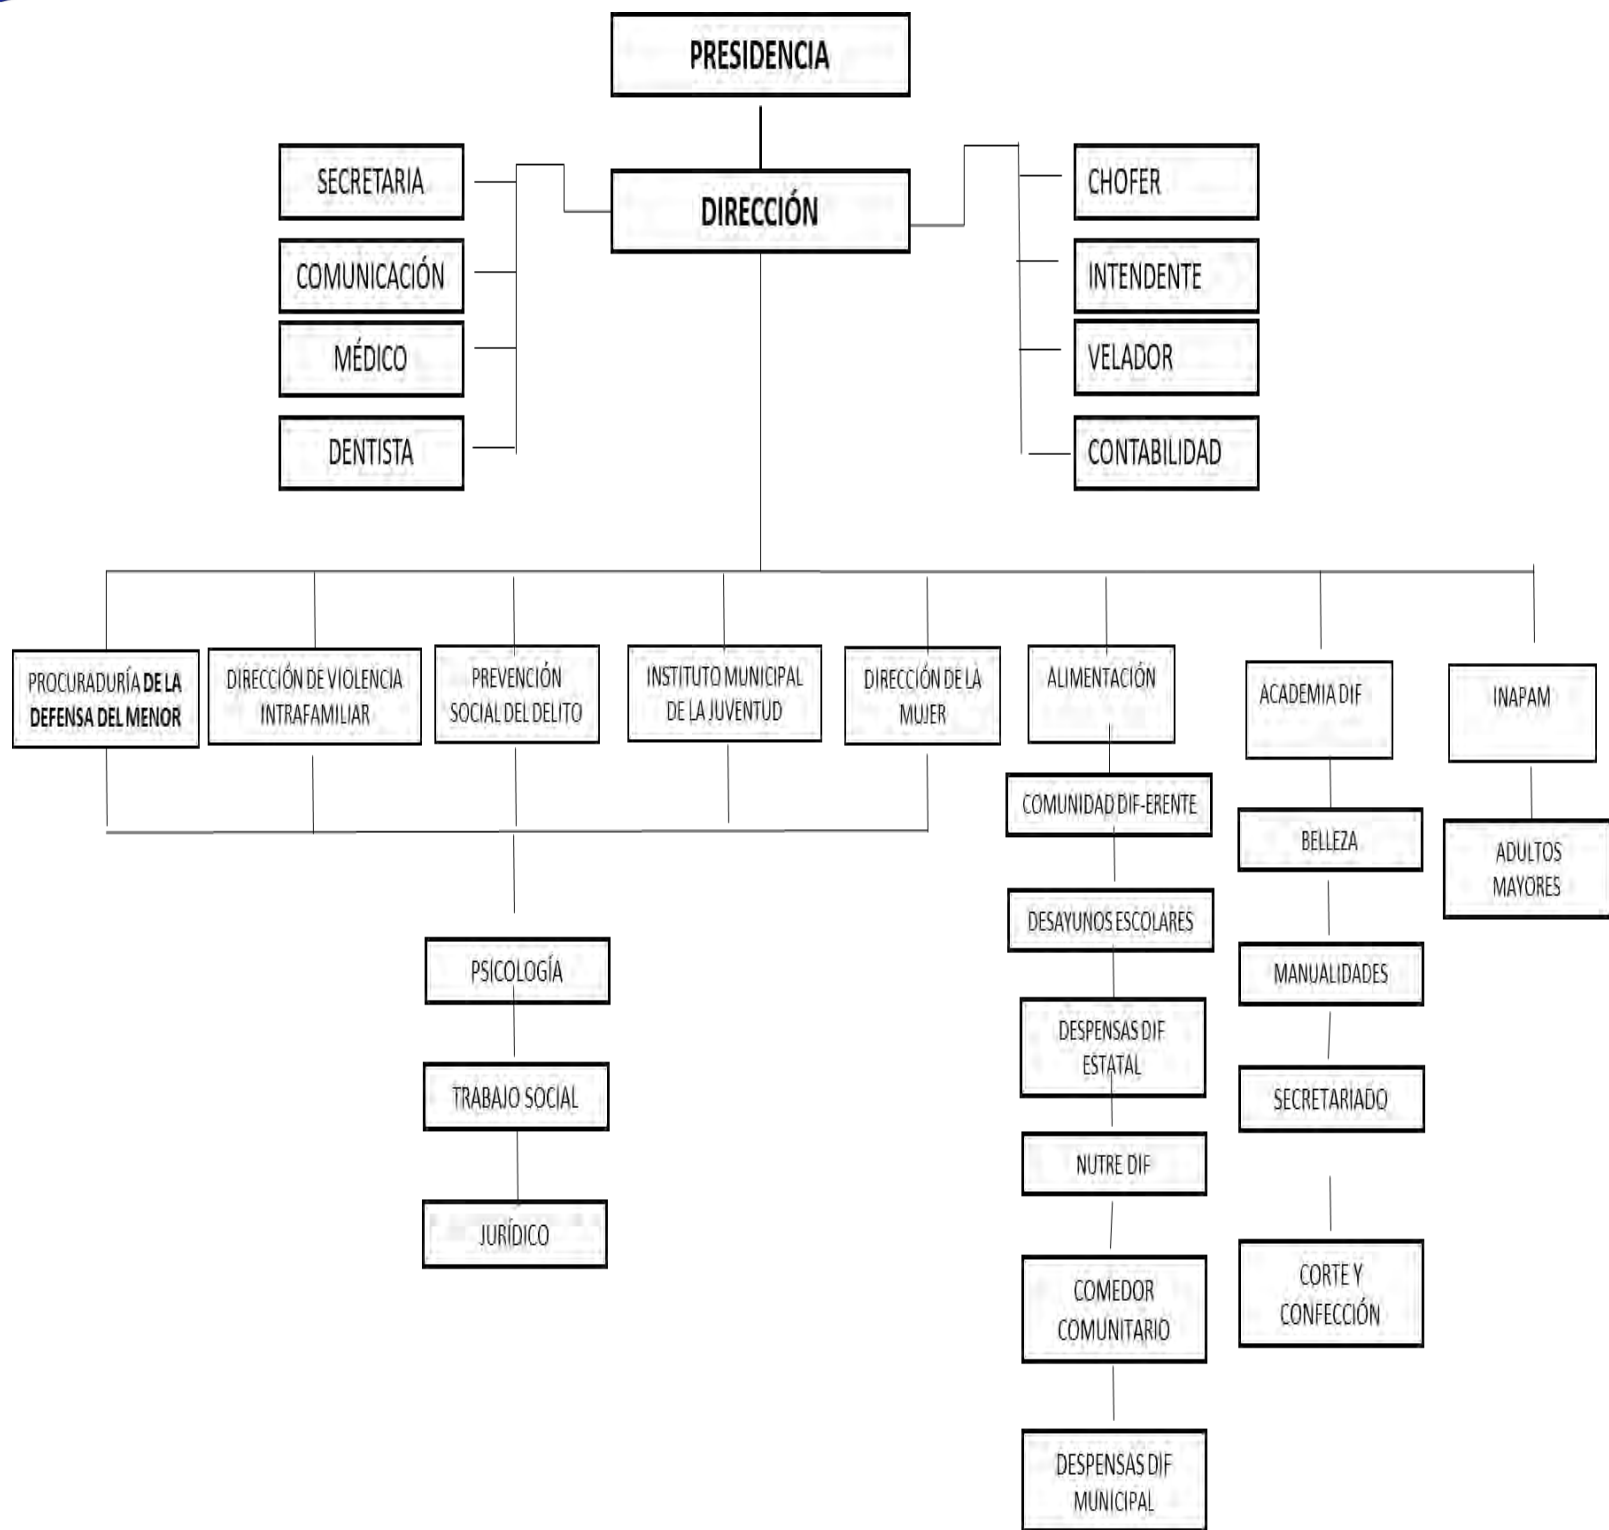 PRESIDENCIA
DIRECCIÓN
SECRETARIA
COMUNICACIÓN
MÉDICO
DENTISTA
CHOFER
INTENDENTE
VELADOR
CONTABILIDAD
PROCURADURÍA DE LA
DEFENSA DEL MENOR
DIRECCIÓN DE VIOLENCIA
INTRAFAMILIAR
PREVENCIÓN
SOCIAL DEL DELITO
INSTITUTO MUNICIPAL
DE LA JUVENTUD
DIRECCIÓN DE LA
MUJER
ALIMENTACIÓN
ACADEMIA DIF
INAPAM
PSICOLOGÍA
TRABAJO SOCIAL
JURÍDICO
COMUNIDAD DIF-ERENTE
DESAYUNOS ESCOLARES
DESPENSAS DIF
ESTATAL
NUTRE DIF
COMEDOR
COMUNITARIO
DESPENSAS DIF
MUNICIPAL
BELLEZA
MANUALIDADES
SECRETARIADO
CORTE Y
CONFECCIÓN
ADULTOS
MAYORES